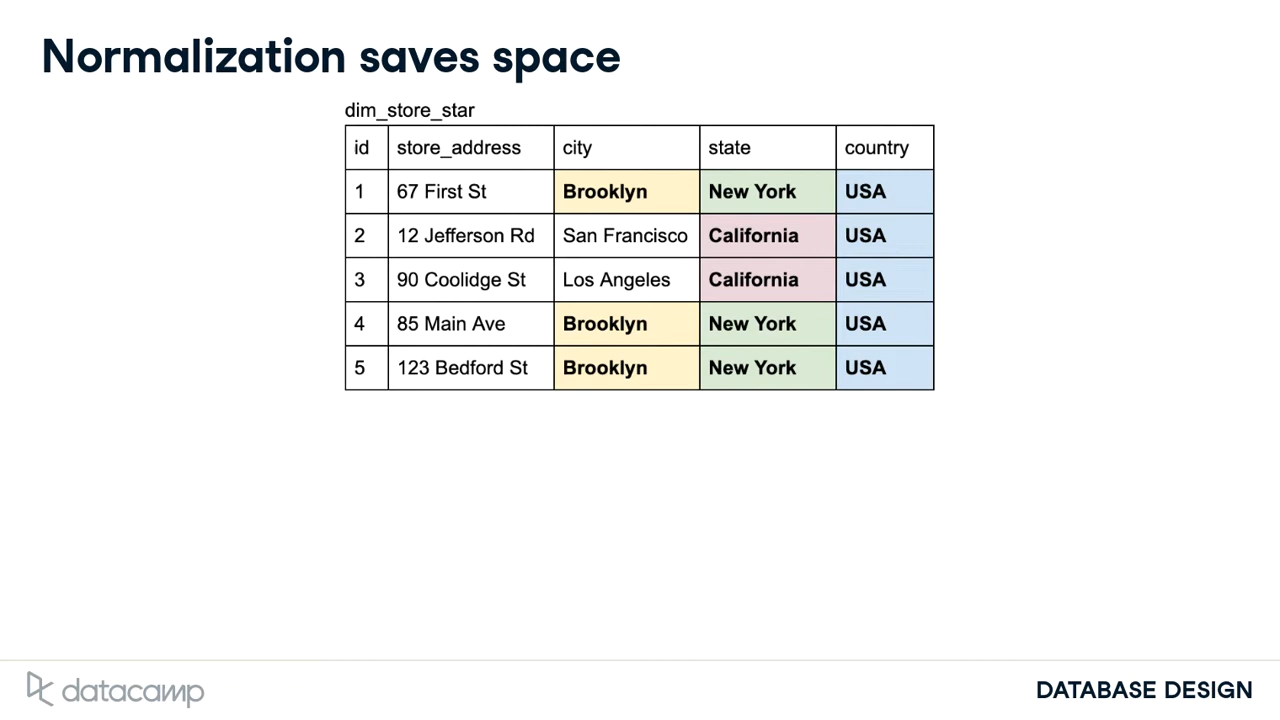 Normalization saves space
dim_store_star
id store_address city state country
1 67 First St Brooklyn New York USA
2 12 Jefferson Rd San Francisco California USA
3 90 Coolidge St Los Angeles California USA
4 85 Main Ave Brooklyn New York USA
5 123 Bedford St Brooklyn New York USA
datacamp
DATABASE DESIGN